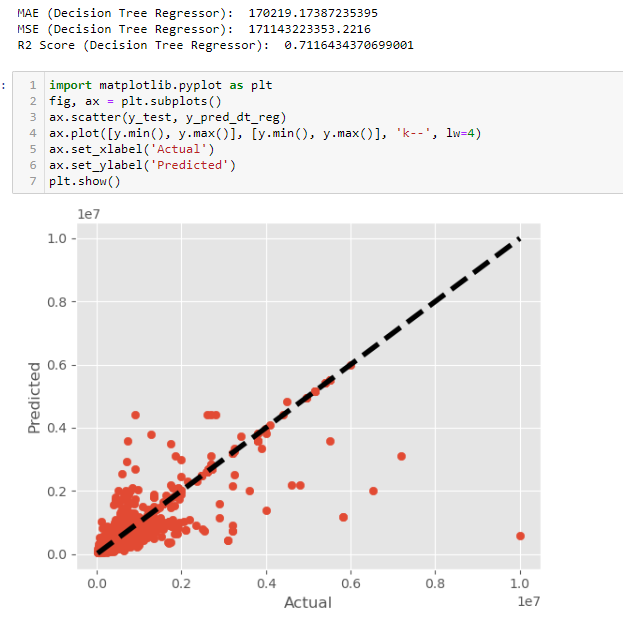 MAE (Decision Tree Regressor):  170219.17387235395
MSE (Decision Tree Regressor):  171143223353.2216
R2 Score (Decision Tree Regressor):  0.7116434370699001
:
1 import matplotlib.pyplot as plt
2 fig, ax = plt.subplots()
3 ax.scatter(y_test, y_pred_dt_reg)
4 ax.plot([y.min(), y.max()], [y.min(), y.max()], 'k--', lw=4)
5 ax.set_xlabel('Actual')
6 ax.set_ylabel('Predicted')
7 plt.show()
1e7
1.0
0.8
0.6
0.4
0.2
0.0
Predicted
0.0 0.2 0.4 0.6 0.8 1.0
1e7
Actual